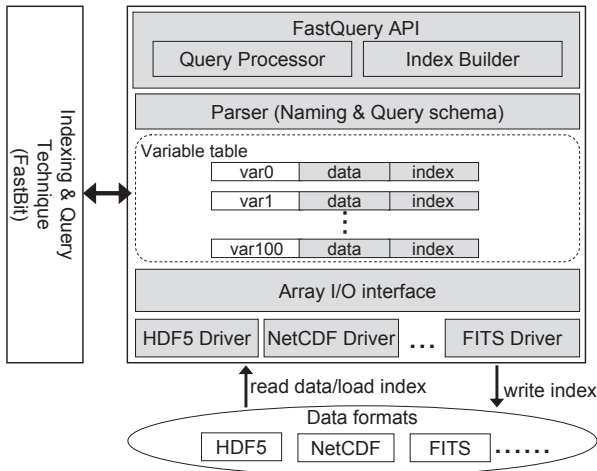 FastQuery API
Query Processor
Index Builder
Parser (Naming & Query schema)
Indexing & Query
Technique
(FastBit)
Variable table
var0 data index
var1 data index
var100 data index
Array I/O interface
HDF5 Driver NetCDF Driver ... FITS Driver
read data/load index
write index
Data formats
HDF5 NetCDF FITS ......